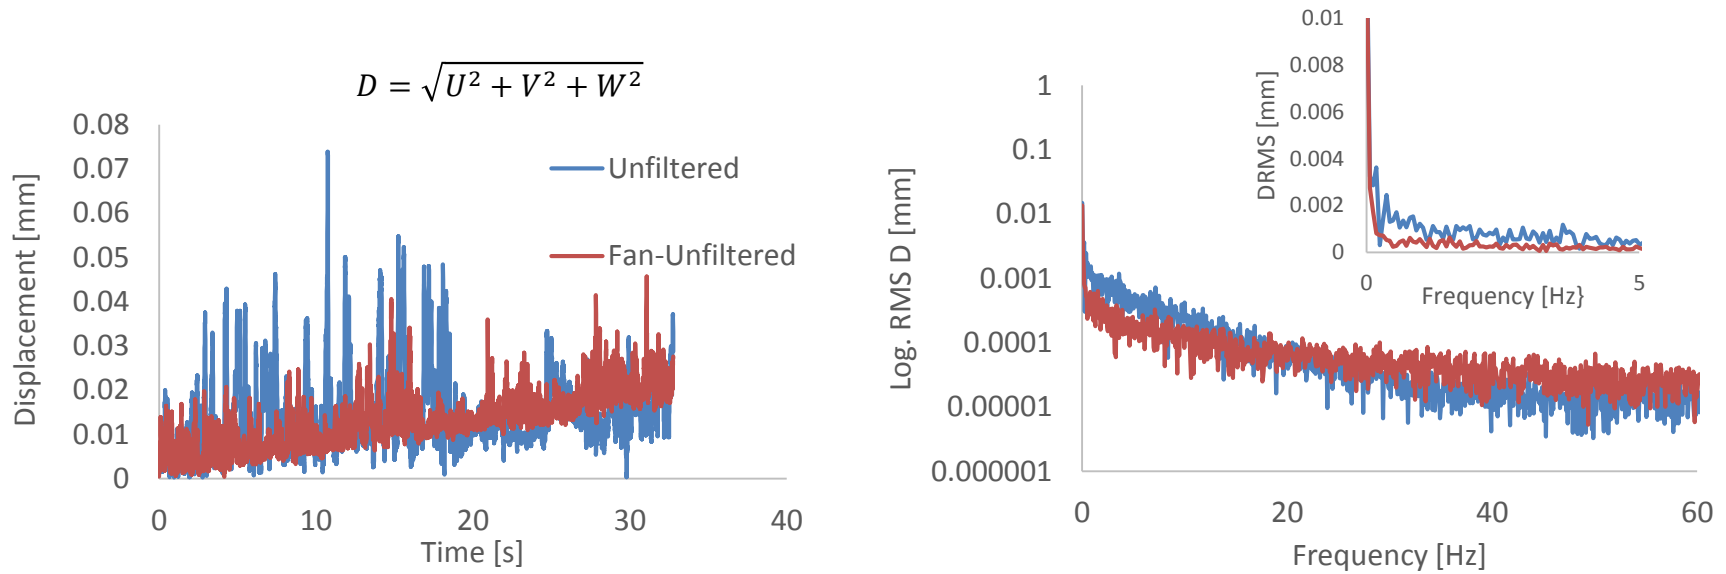 D = √U² + V² + W²
Displacement [mm]
0.08
0.07
0.06
0.05
0.04
0.03
0.02
0.01
0
0 10 20 30 40
Time [s]
Unfiltered
Fan-Unfiltered
Log. RMS D [mm]
1
0.1
0.01
0.001
0.0001
0.00001
0.000001
0 20 40 60
Frequency [Hz]
DRMS [mm]
0.01
0.008
0.006
0.004
0.002
0
0 5
Frequency [Hz}